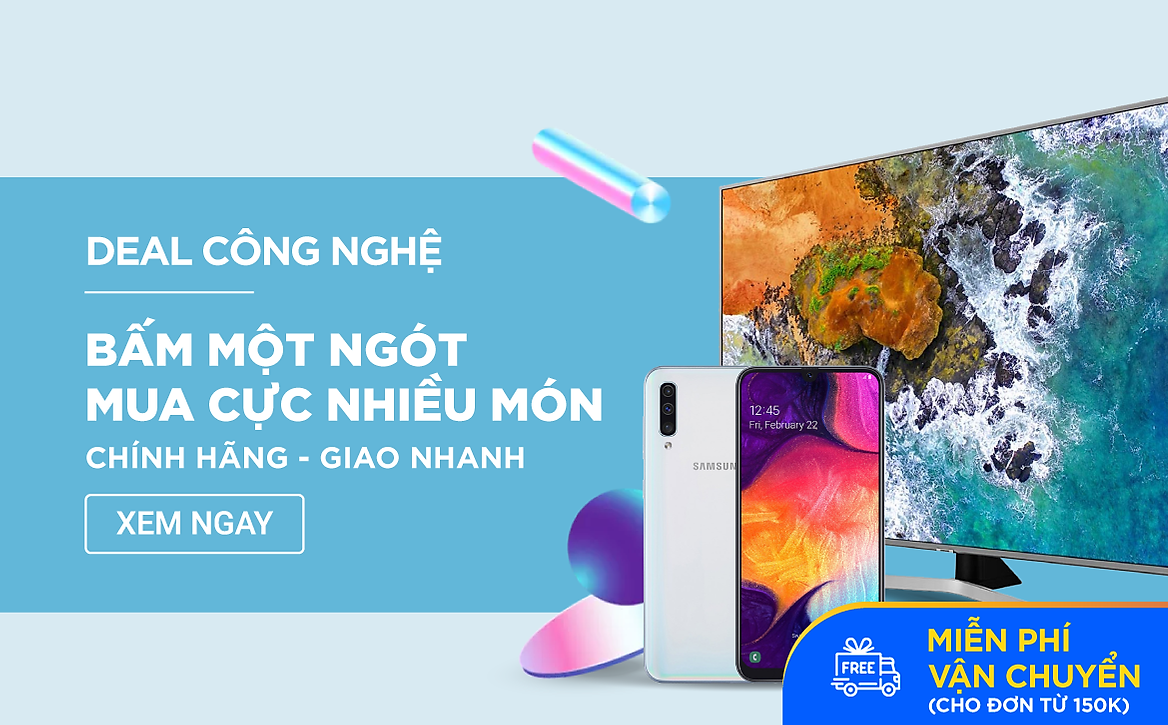 DEAL CÔNG NGHỆ
BẤM MỘT NGÓT
MUA CỰC NHIỀU MÓN
CHÍNH HÃNG - GIAO NHANH
XEM NGAY
12:45
Fri, February 22
SAMSUN
FREE
MIỄN PHÍ
VẬN CHUYỂN
(CHO ĐƠN TỪ 150K)